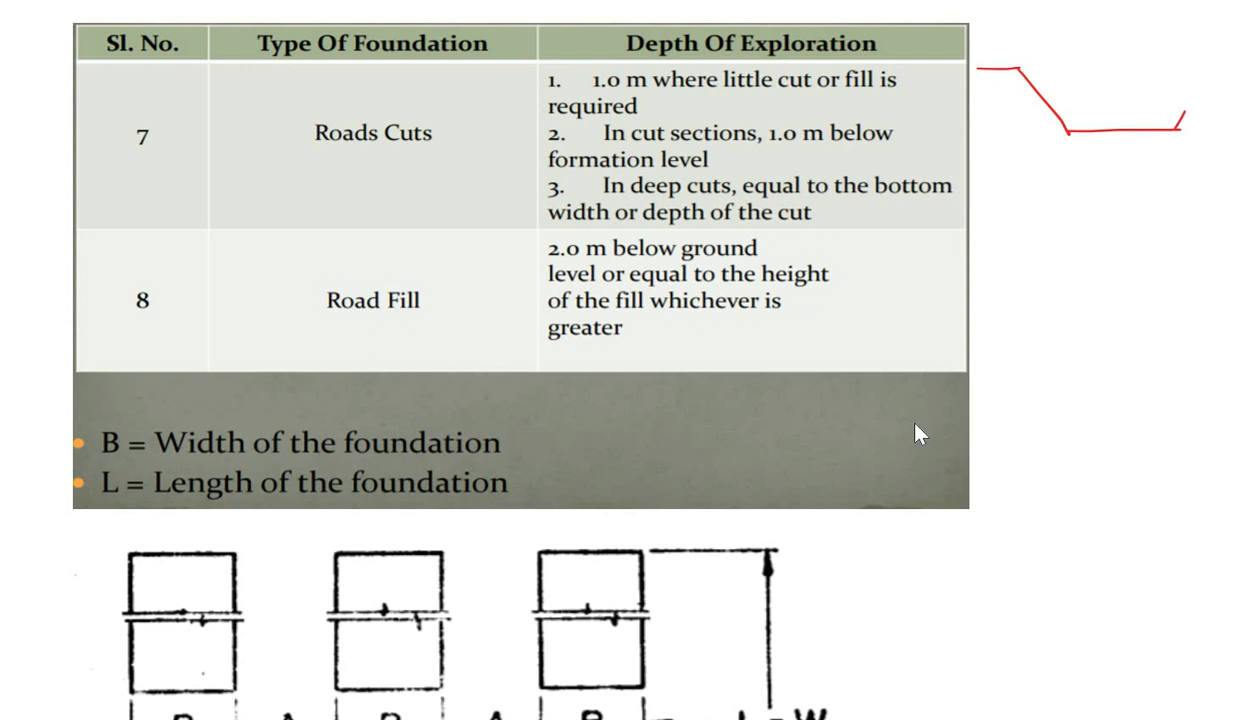 Sl. No. Type Of Foundation Depth Of Exploration
7 Roads Cuts
1. 1.0 m where little cut or fill is
required
2. In cut sections, 1.0 m below
formation level
3. In deep cuts, equal to the bottom
width or depth of the cut
8 Road Fill
2.0 m below ground
level or equal to the height
of the fill whichever is
greater
B = Width of the foundation
L = Length of the foundation